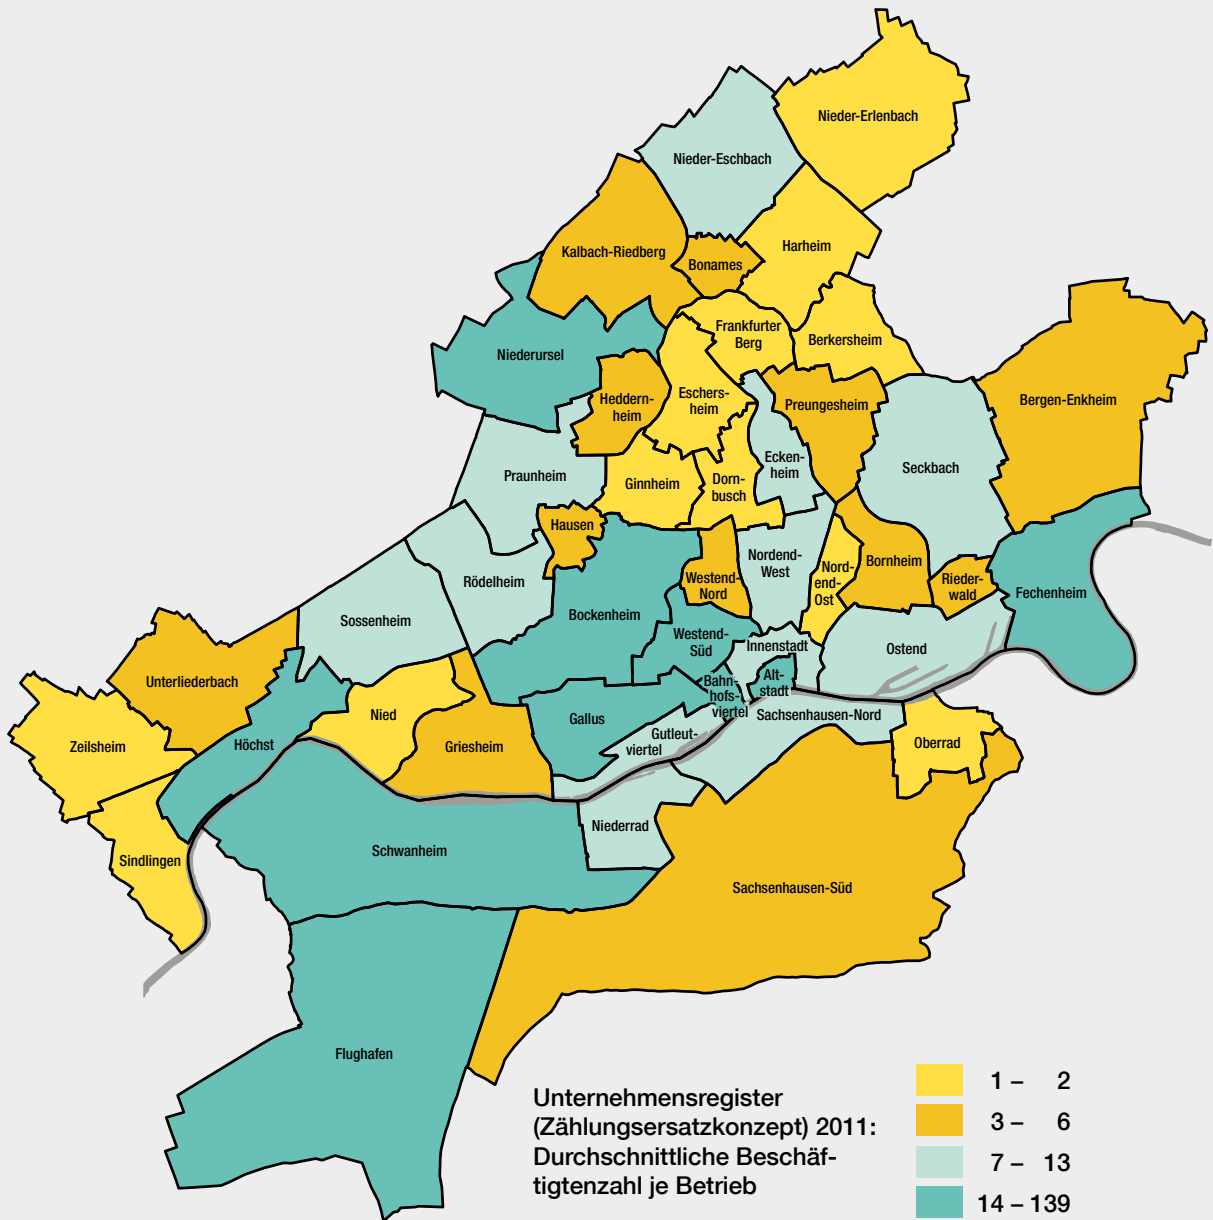 Nieder-Erlenbach
Nieder-Eschbach
Harheim
Kalbach-Riedberg
Bonames
Frankfurter
Berg
Berkersheim
Niederursel
Heddern-
heim
Eschers-
heim
Preungesheim
Bergen-Enkheim
Eckenheim
Seckbach
Praunheim
Ginnheim
Dorn-
busch
Hausen
Nordend-
West
Nord-
end-
Ost
Bornheim
Rieder-
wald
Fechenheim
Rödelheim
Westend-
Nord
Bockenheim
Sossenheim
Westend-
Süd
Innenstadt
Ostend
Unterliederbach
Bahn-
hofs-
viertel
Alt-
stadt
Nied
Gallus
Sachsenhausen-Nord
Zeilsheim
Höchst
Griesheim
Gutleut-
viertel
Oberrad
Niederrad
Schwanheim
Sindlingen
Sachsenhausen-Süd
Flughafen
Unternehmensregister
(Zählungsersatzkonzept) 2011:
Durchschnittliche Beschäf-
tigtenzahl je Betrieb
1 – 2
3 – 6
7 – 13
14 – 139